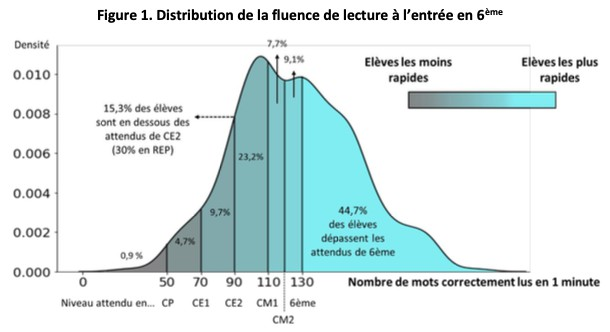 Figure 1. Distribution de la fluence de lecture à l’entrée en 6ème
Densité
7,7%
9,1%
Elèves les moins
rapides
Elèves les plus
rapides
0.010
15,3% des élèves
sont en dessous des
attendus de CE2
(30% en REP)
0.008
0.006
23,2%
0.004
9,7%
44,7%
des élèves
dépassent les
attendus de 6ème
0.002
4,7%
0,9 %
0.000
0 50 70 90 110 130 Nombre de mots correctement lus en 1 minute
Niveau attendu en... CP CE1 CE2 CM1 6ème
CM2